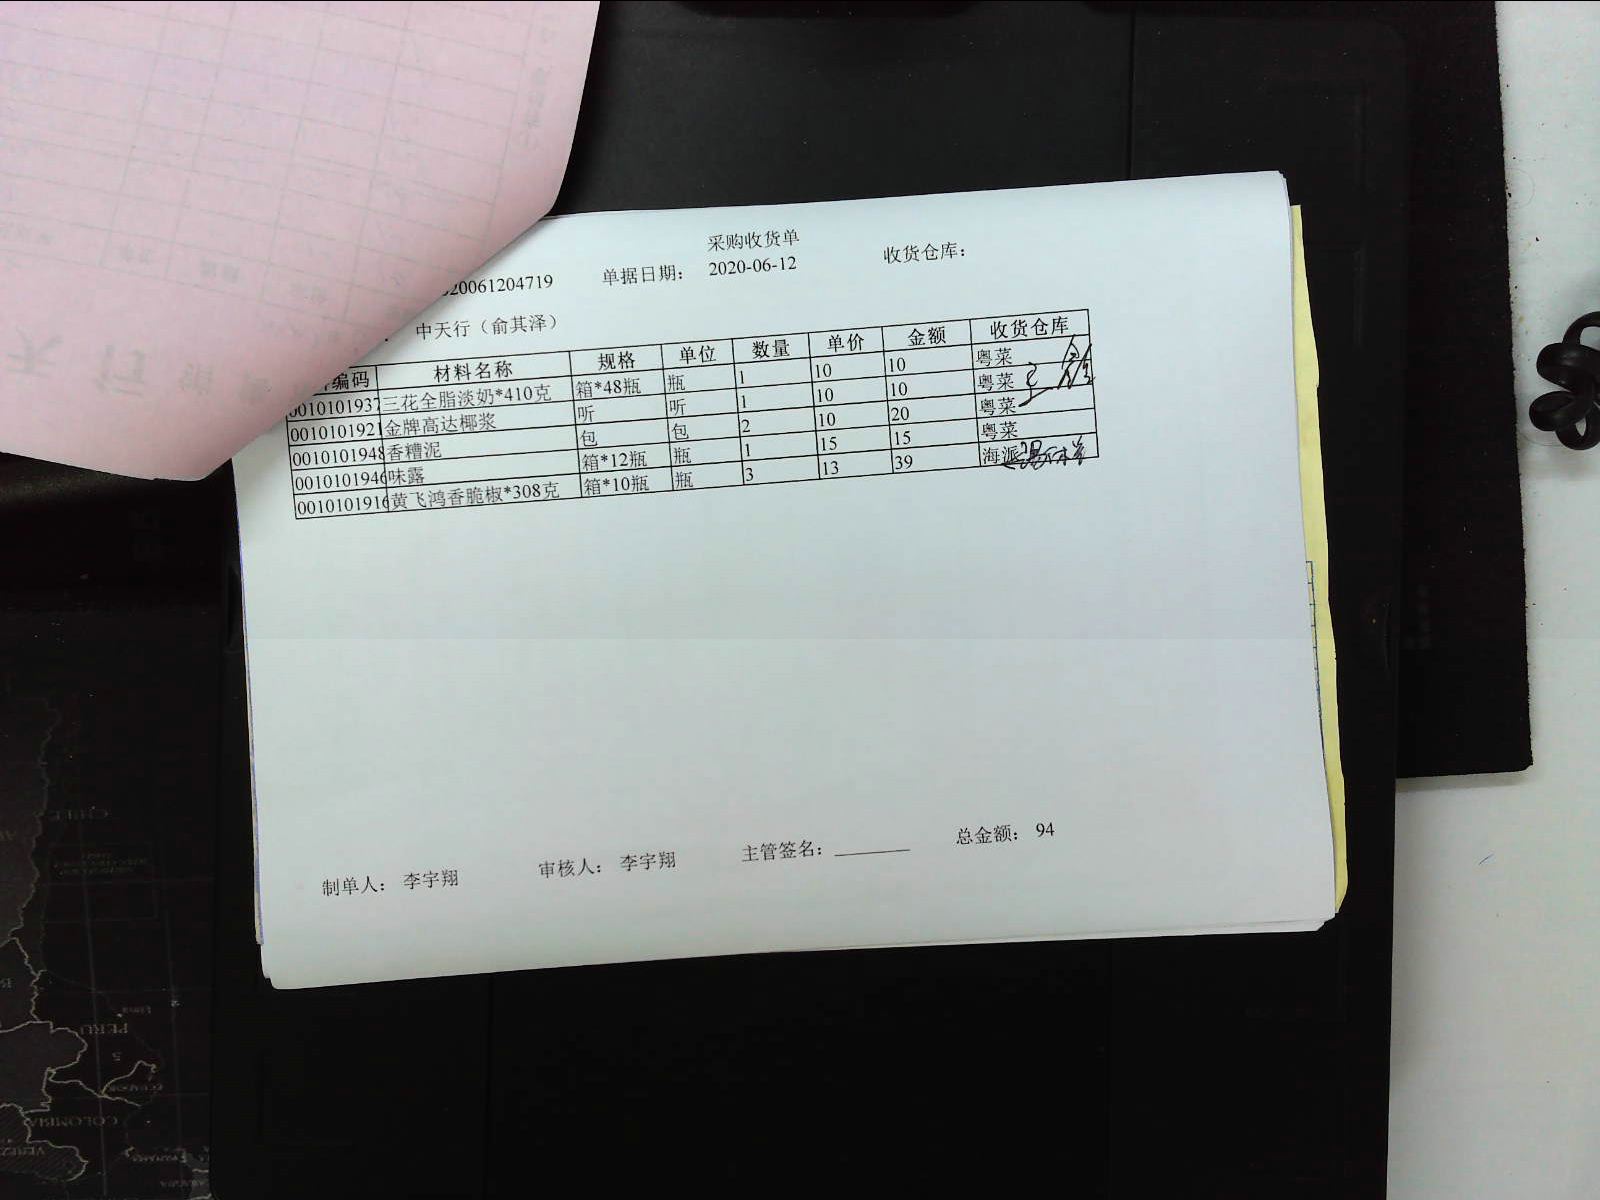 采购收货单
20061204719 单据日期： 2020-06-12 收货仓库：
中天行（俞其泽）
编码 材料名称 规格 单位 数量 单价 金额 收货仓库
0010101937 三花全脂淡奶*410克 箱*48瓶 瓶 1 10 10 粤菜
0010101921 金牌高达椰浆 听 听 1 10 10 粤菜
0010101948 香糟泥 包 包 2 10 20 粤菜
0010101946 味露 箱*12瓶 瓶 1 15 15 粤菜
0010101916 黄飞鸿香脆椒*308克 箱*10瓶 瓶 3 13 39 海派
制单人： 李宇翔 审核人： 李宇翔 主管签名： 总金额： 94
CHILE
PERU
COLOMBIA